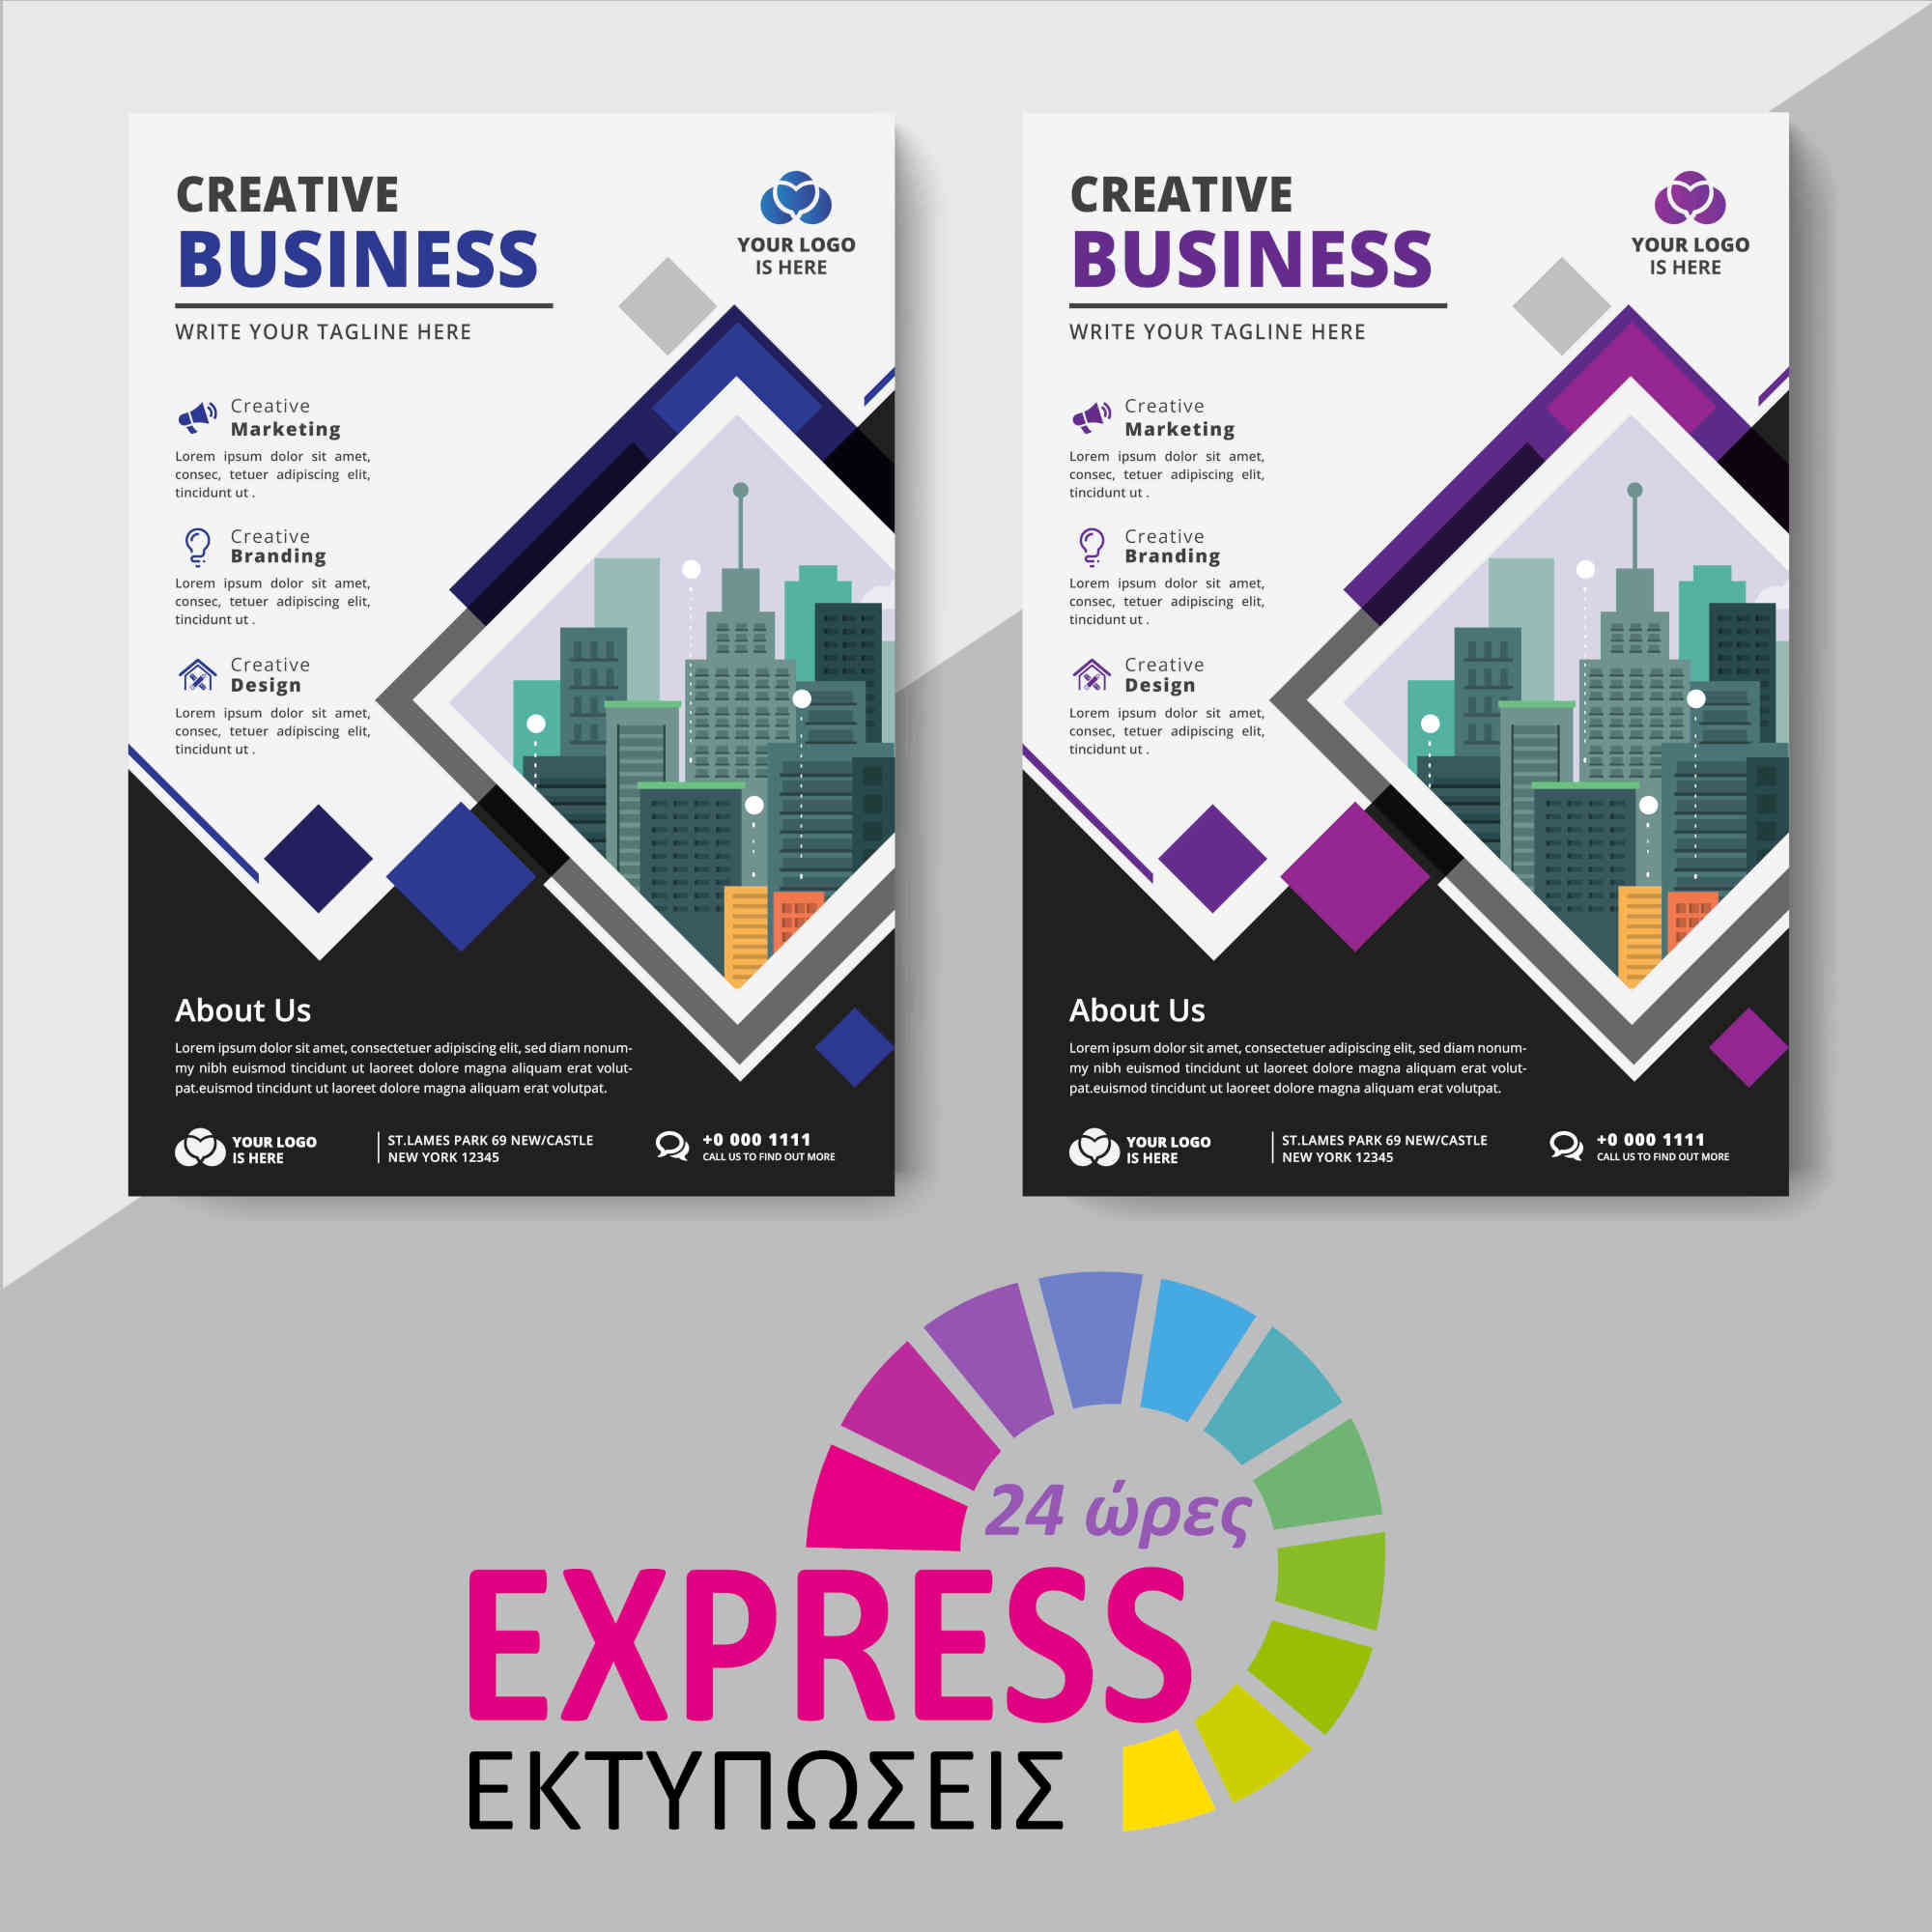 CREATIVE
BUSINESS
WRITE YOUR TAGLINE HERE
YOUR LOGO
IS HERE
Creative
Marketing
Lorem ipsum dolor sit amet,
consec, tetuer adipiscing elit,
tincidunt ut .
Creative
Branding
Lorem ipsum dolor sit amet,
consec, tetuer adipiscing elit,
tincidunt ut .
Creative
Design
Lorem ipsum dolor sit amet,
consec, tetuer adipiscing elit,
tincidunt ut .
About Us
Lorem ipsum dolor sit amet, consectetuer adipiscing elit, sed diam nonum-
my nibh euismod tincidunt ut laoreet dolore magna aliquam erat volut-
pat.euismod tincidunt ut laoreet dolore magna aliquam erat volutpat.
YOUR LOGO
IS HERE
ST.LAMES PARK 69 NEW/CASTLE
NEW YORK 12345
+0 000 1111
CALL US TO FIND OUT MORE
CREATIVE
BUSINESS
WRITE YOUR TAGLINE HERE
YOUR LOGO
IS HERE
Creative
Marketing
Lorem ipsum dolor sit amet,
consec, tetuer adipiscing elit,
tincidunt ut .
Creative
Branding
Lorem ipsum dolor sit amet,
consec, tetuer adipiscing elit,
tincidunt ut .
Creative
Design
Lorem ipsum dolor sit amet,
consec, tetuer adipiscing elit,
tincidunt ut .
About Us
Lorem ipsum dolor sit amet, consectetuer adipiscing elit, sed diam nonum-
my nibh euismod tincidunt ut laoreet dolore magna aliquam erat volut-
pat.euismod tincidunt ut laoreet dolore magna aliquam erat volutpat.
YOUR LOGO
IS HERE
ST.LAMES PARK 69 NEW/CASTLE
NEW YORK 12345
+0 000 1111
CALL US TO FIND OUT MORE
24 ώρες
EXPRESS
ΕΚΤΥΠΩΣΕΙΣ